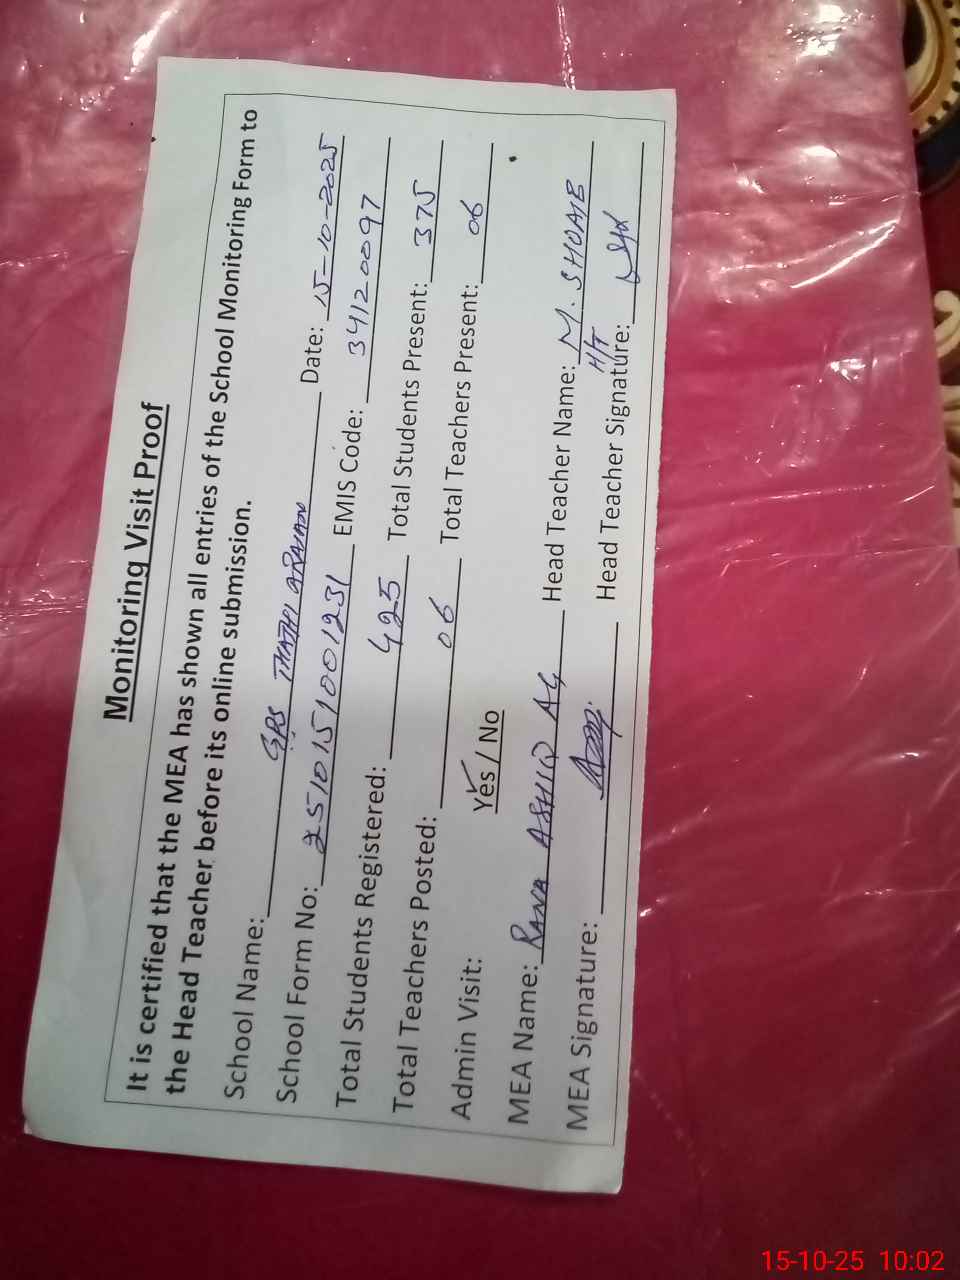 Monitoring Visit Proof
It is certified that the MEA has shown all entries of the School Monitoring Form to
the Head Teacher before its online submission.
School Name: GPS THATHI ARAIAN Date: 15-10-2025
School Form No: 2510151001231 EMIS Code: 34120097
Total Students Registered: 425 Total Students Present: 375
Total Teachers Posted: 06 Total Teachers Present: 06
Admin Visit: Yes / No
MEA Name: RANA ASHIQ Head Teacher Name: M. SHOAIB
H/T
MEA Signature: Head Teacher Signature:
15-10-25 10:02